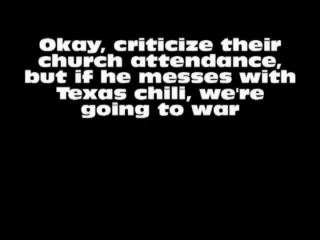 Okay, criticize their
church attendance,
but if he messes with
Texas chili, we're
going to war